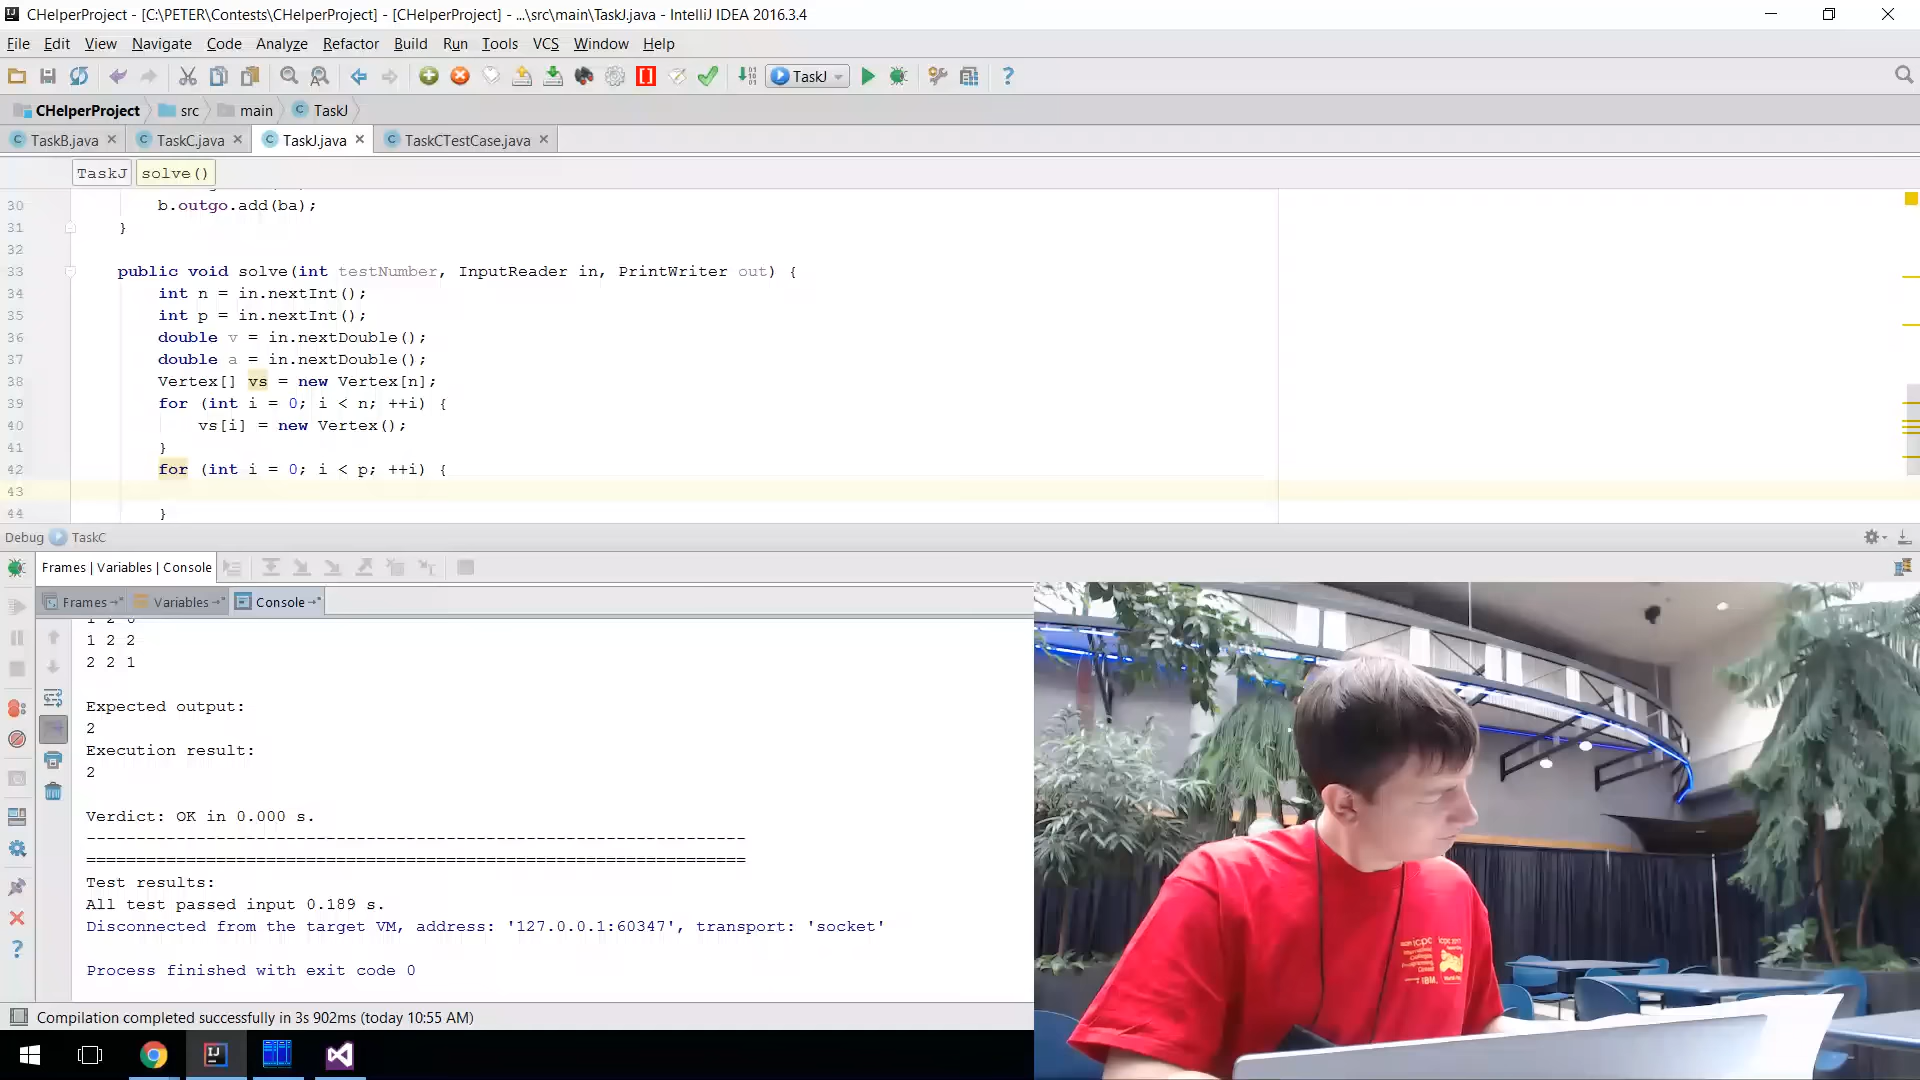 CHelperProject - [C:\PETER\Contests\CHelperProject] - [CHelperProject] - ...\src\main\TaskJ.java - IntelliJ IDEA 2016.3.4
File Edit View Navigate Code Analyze Refactor Build Run Tools VCS Window Help
TaskJ
CHelperProject src main TaskJ
TaskB.java TaskC.java TaskJ.java TaskCTestCase.java
TaskJ solve()
30 b.outgo.add(ba);
31 }
32
33 public void solve(int testNumber, InputReader in, PrintWriter out) {
34 int n = in.nextInt();
35 int p = in.nextInt();
36 double v = in.nextDouble();
37 double a = in.nextDouble();
38 Vertex[] vs = new Vertex[n];
39 for (int i = 0; i < n; ++i) {
40 vs[i] = new Vertex();
41 }
42 for (int i = 0; i < p; ++i) {
43
44 }
Debug TaskC
Frames | Variables | Console
Frames Variables Console
1 2 2
2 2 1
Expected output:
2
Execution result:
2
Verdict: OK in 0.000 s.
------------------------------------------------------------------
==================================================================
Test results:
All test passed input 0.189 s.
Disconnected from the target VM, address: '127.0.0.1:60347', transport: 'socket'
Process finished with exit code 0
Compilation completed successfully in 3s 902ms (today 10:55 AM)
icpc
IBM.